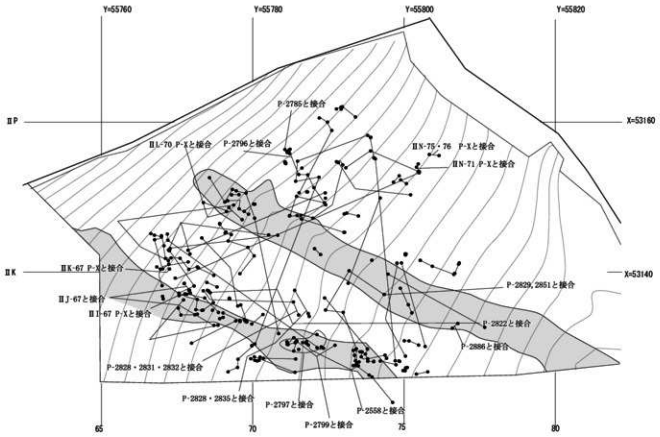 Y=55760
Y=55780
Y=55800
Y=55820
P-2785と接合
ⅡP
X=53160
ⅡL-70 P-Xと接合
P-2796と接合
ⅡN-75・76 P-Xと接合
ⅡN-71 P-Xと接合
ⅡK
ⅡK-67 P-Xと接合
X=53140
P-2829,2851と接合
ⅡJ-67と接合
ⅡI-67 P-Xと接合
P-2822と接合
P-2886と接合
P-2828・2831・2832と接合
P-2828・2835と接合
P-2797と接合
P-2558と接合
P-2799と接合
65
70
75
80